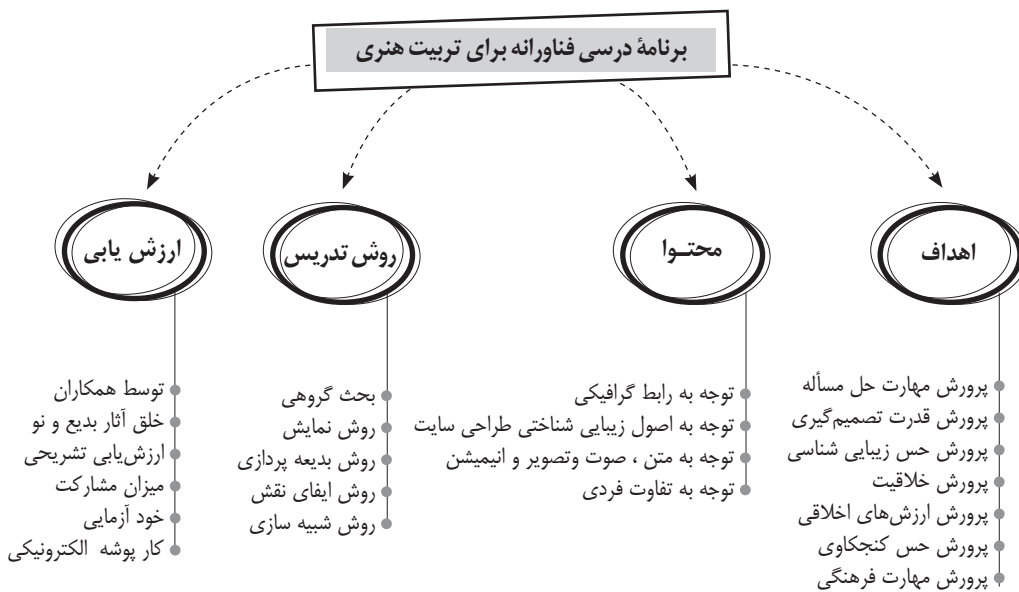 برنامهٔ درسی فناورانه برای تربیت هنری
اهداف
پرورش مهارت حل مسأله
پرورش قدرت تصمیم‌گیری
پرورش حس زیبایی شناسی
پرورش خلاقیت
پرورش ارزش‌های اخلاقی
پرورش حس کنجکاوی
پرورش مهارت فرهنگی
محتـوا
توجه به رابط گرافیکی
توجه به اصول زیبایی شناختی طراحی سایت
توجه به متن ، صوت وتصویر و انیمیشن
توجه به تفاوت فردی
روش تدریس
بحث گروهی
روش نمایش
روش بدیعه پردازی
روش ایفای نقش
روش شبیه سازی
ارزش یابی
توسط همکاران
خلق آثار بدیع و نو
ارزش‌یابی تشریحی
میزان مشارکت
خود آزمایی
کار پوشه الکترونیکی